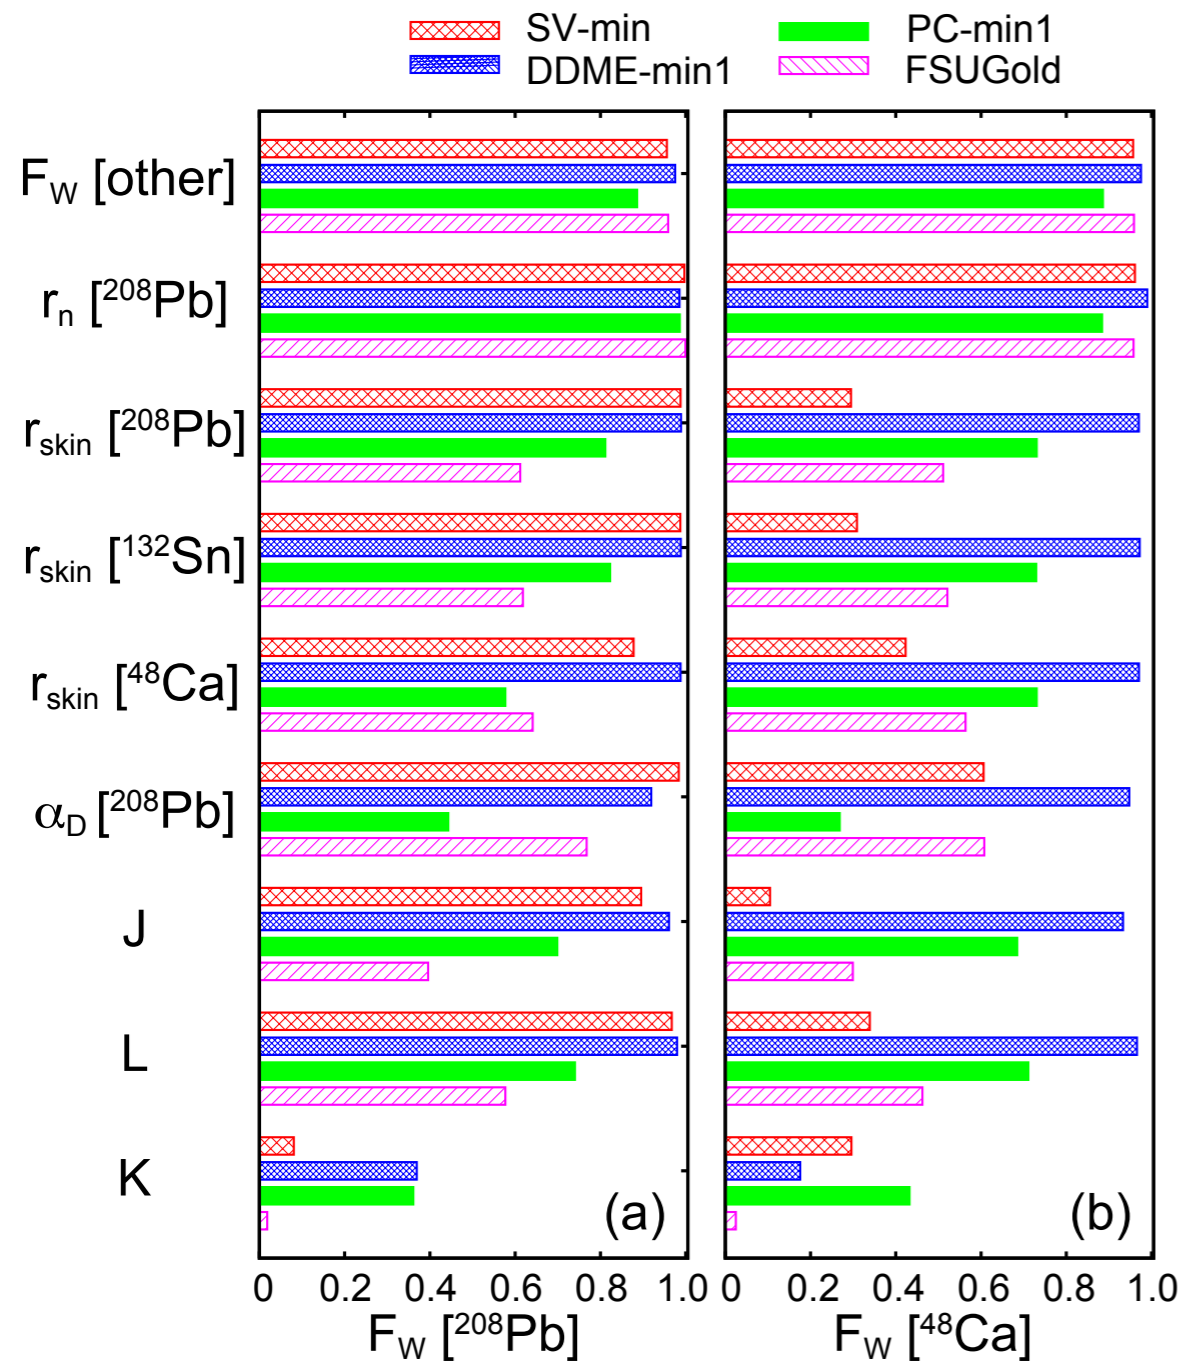 SV-min PC-min1
DDME-min1 FSUGold
F_W [other]
r_n [²⁰⁸Pb]
r_skin [²⁰⁸Pb]
r_skin [¹³²Sn]
r_skin [⁴⁸Ca]
α_D [²⁰⁸Pb]
J
L
K
(a) (b)
0 0.2 0.4 0.6 0.8 1.0 0 0.2 0.4 0.6 0.8 1.0
F_W [²⁰⁸Pb] F_W [⁴⁸Ca]